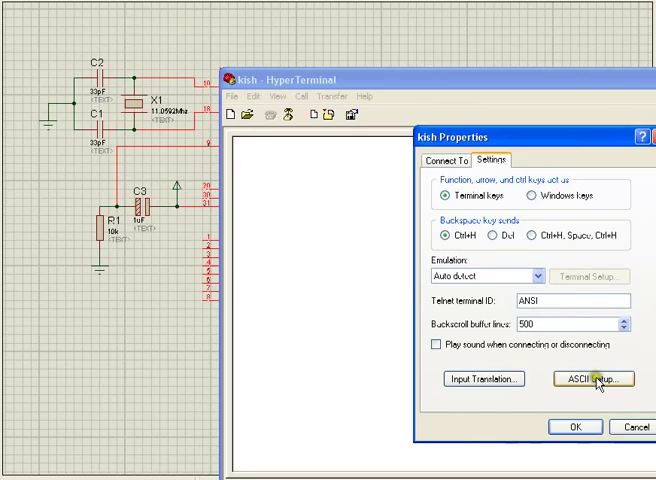 C2
33pF
<TEXT>
X1
11.0592Mhz
<TEXT>
C1
33pF
<TEXT>
C3
1uF
<TEXT>
R1
10k
<TEXT>
18
9
29
30
31
1
2
3
4
5
6
7
8
kish - HyperTerminal
File Edit View Call Transfer Help
kish Properties
?
Connect To Settings
Function, arrow, and ctrl keys act as
Terminal keys Windows keys
Backspace key sends
Ctrl+H Del Ctrl+H, Space, Ctrl+H
Emulation:
Auto detect Terminal Setup...
Telnet terminal ID: ANSI
Backscroll buffer lines: 500
Play sound when connecting or disconnecting
Input Translation... ASCII Setup...
OK Cancel